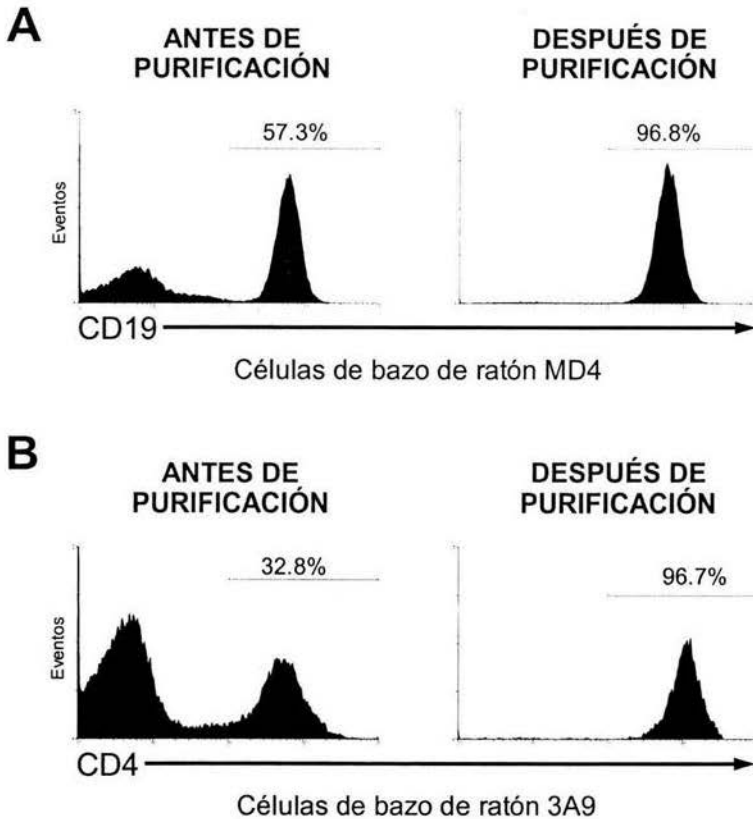 A
ANTES DE
PURIFICACIÓN
DESPUÉS DE
PURIFICACIÓN
57.3%
96.8%
Eventos
CD19
Células de bazo de ratón MD4
B
ANTES DE
PURIFICACIÓN
DESPUÉS DE
PURIFICACIÓN
32.8%
96.7%
Eventos
CD4
Células de bazo de ratón 3A9